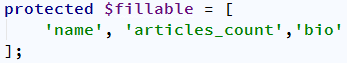 protected $fillable = [
    'name', 'articles_count','bio'
];